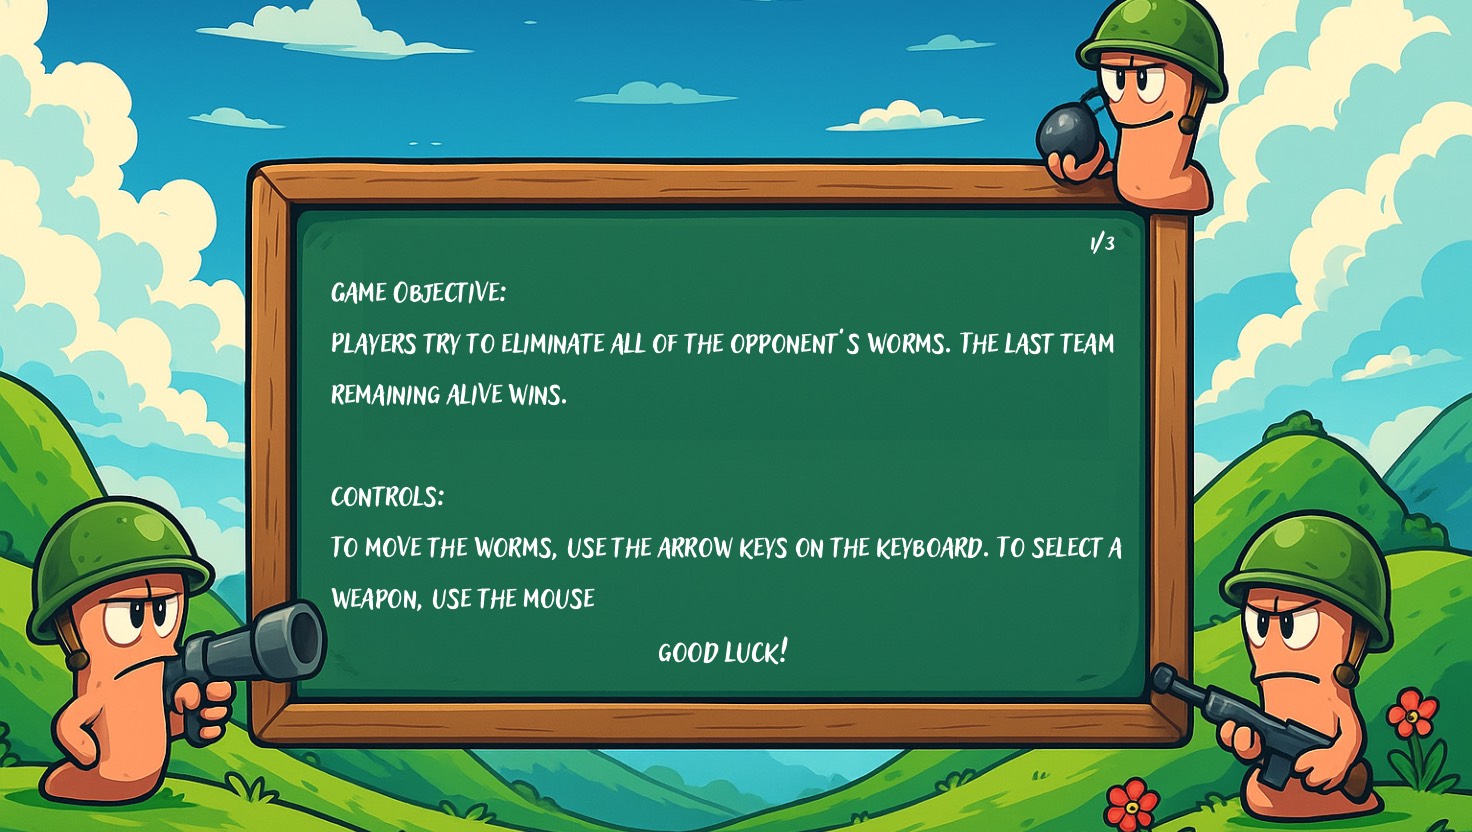 1/3
GAME OBJECTIVE:
PLAYERS TRY TO ELIMINATE ALL OF THE OPPONENT'S WORMS. THE LAST TEAM
REMAINING ALIVE WINS.
CONTROLS:
TO MOVE THE WORMS, USE THE ARROW KEYS ON THE KEYBOARD. TO SELECT A
WEAPON, USE THE MOUSE
GOOD LUCK!